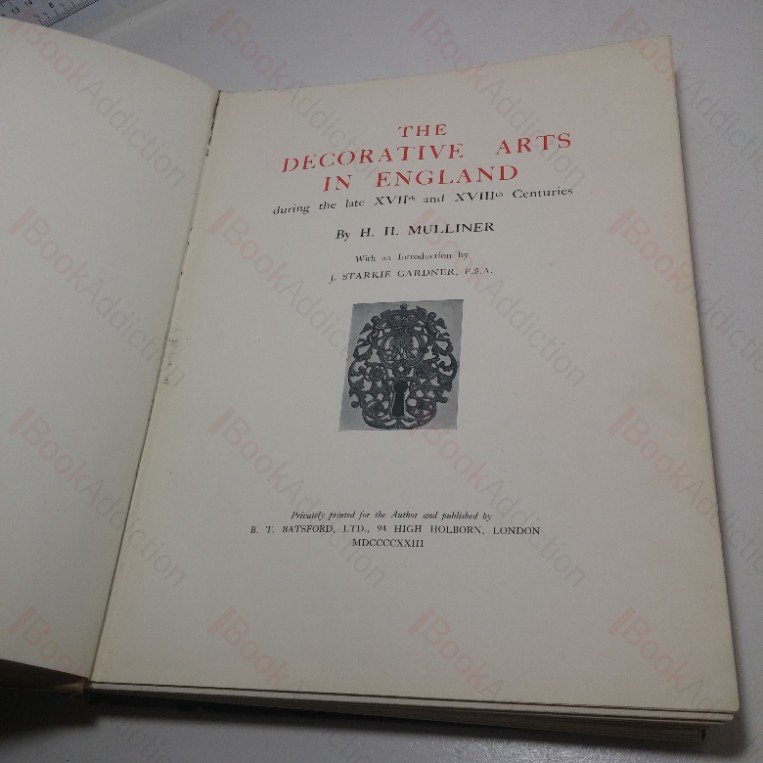 THE
DECORATIVE ARTS
IN ENGLAND
during the late XVIIth and XVIIIth Centuries
By H. H. MULLINER
With an Introduction by
J. STARKIE GARDNER, F.S.A.
Privately printed for the Author and published by
B. T. BATSFORD, LTD., 94 HIGH HOLBORN, LONDON
MDCCCCXXIII
BookAddiction